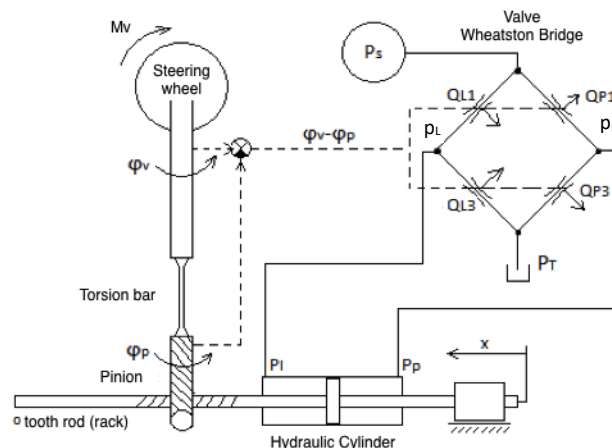 Mv
Valve
Wheatston Bridge
Ps
Steering
wheel
QL1
QP1
pL
p
φv-φp
φv
QL3
QP3
PT
Torsion bar
φp
Pl
Pp
x
Pinion
o tooth rod (rack)
Hydraulic Cylinder